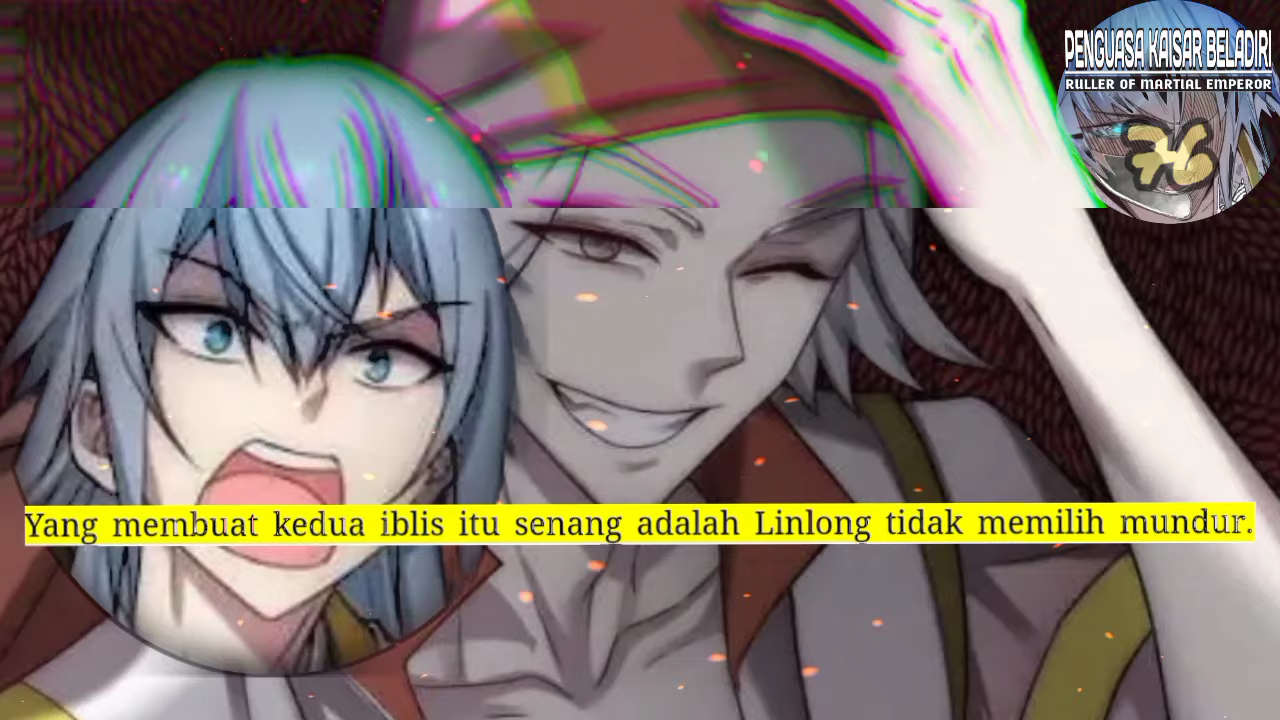 PENGUASA KAISAR BELADIRI
RULLER OF MARTIAL EMPEROR
Yang membuat kedua iblis itu senang adalah Linlong tidak memilih mundur.